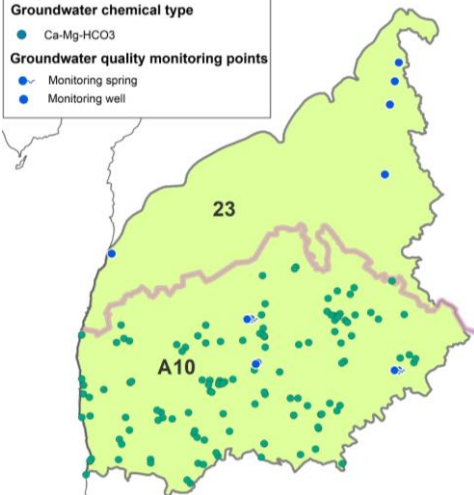 Groundwater chemical type
Ca-Mg-HCO3
Groundwater quality monitoring points
Monitoring spring
Monitoring well
23
A10